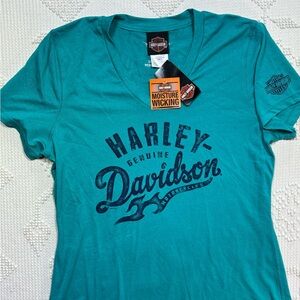 MOISTURE
WICKING
HARLEY-
GENUINE
Davidson
MOTORCYCLES